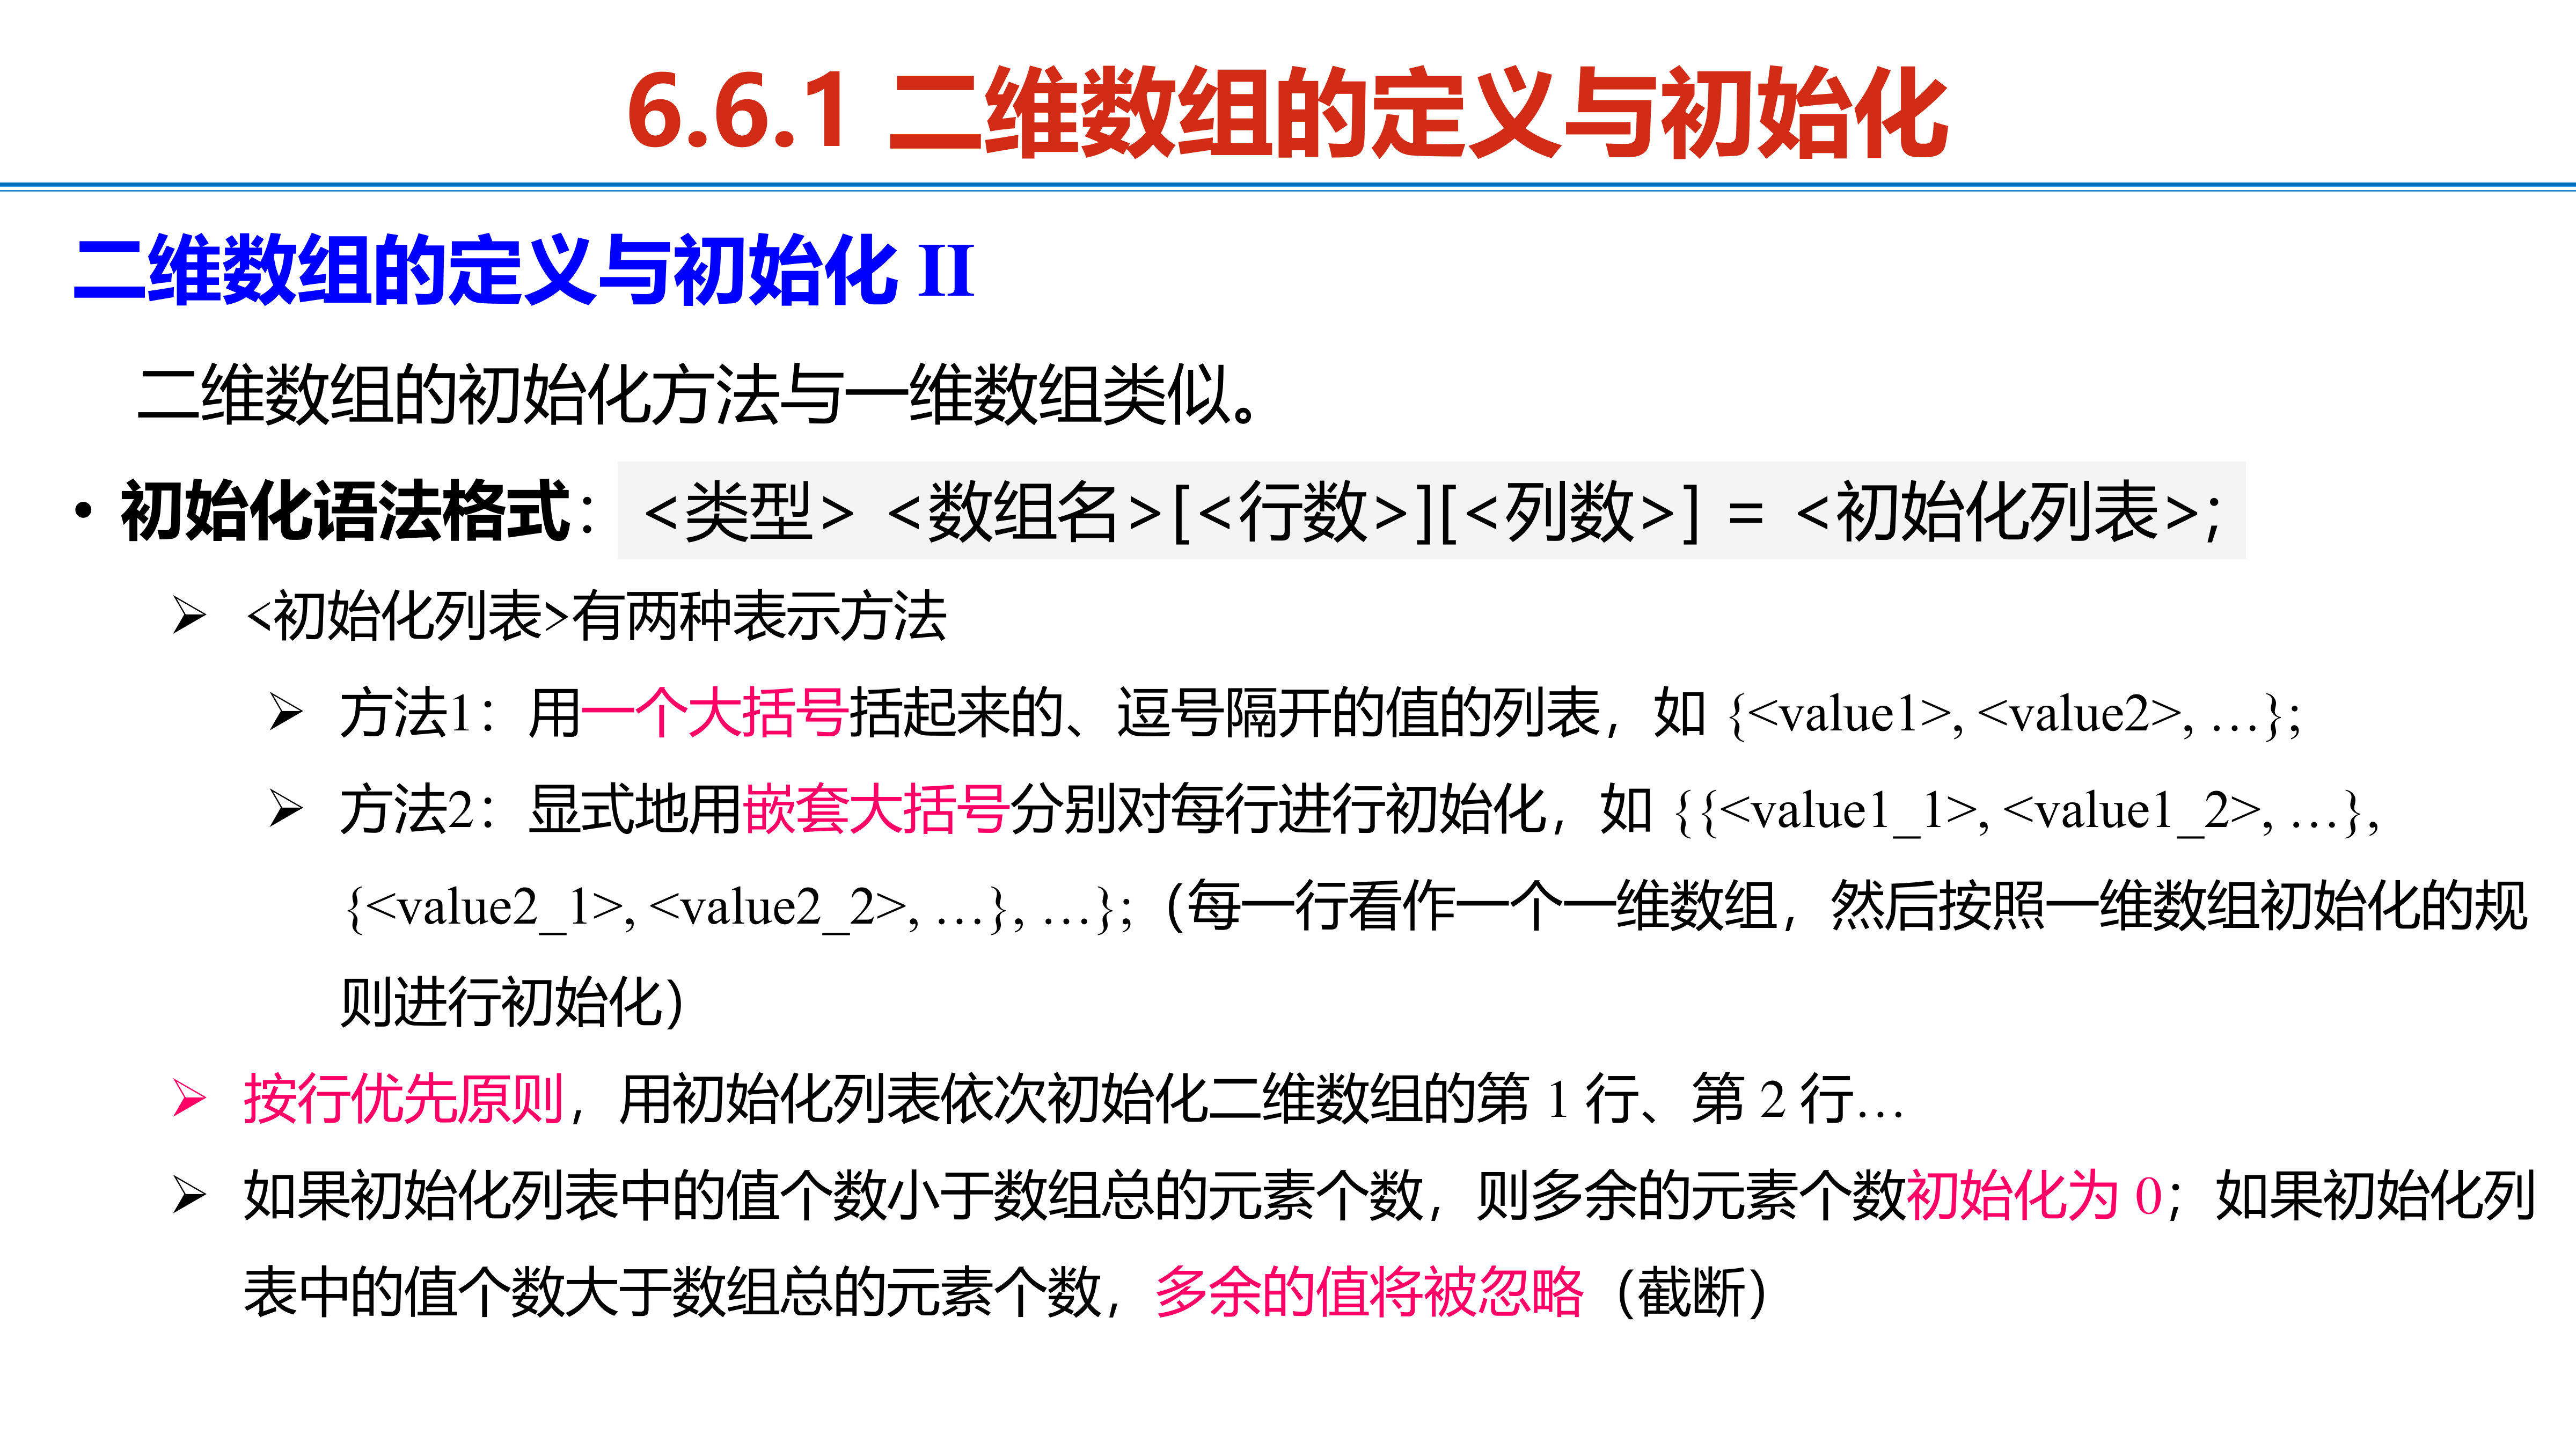 6.6.1 二维数组的定义与初始化
二维数组的定义与初始化 II
二维数组的初始化方法与一维数组类似。
• 初始化语法格式： <类型> <数组名>[<行数>][<列数>] = <初始化列表>;
➢ <初始化列表>有两种表示方法
➢ 方法1：用一个大括号括起来的、逗号隔开的值的列表，如 {<value1>, <value2>, …};
➢ 方法2：显式地用嵌套大括号分别对每行进行初始化，如 {{<value1_1>, <value1_2>, …},
{<value2_1>, <value2_2>, …}, …};（每一行看作一个一维数组，然后按照一维数组初始化的规
则进行初始化）
➢ 按行优先原则，用初始化列表依次初始化二维数组的第 1 行、第 2 行…
➢ 如果初始化列表中的值个数小于数组总的元素个数，则多余的元素个数初始化为 0；如果初始化列
表中的值个数大于数组总的元素个数，多余的值将被忽略（截断）